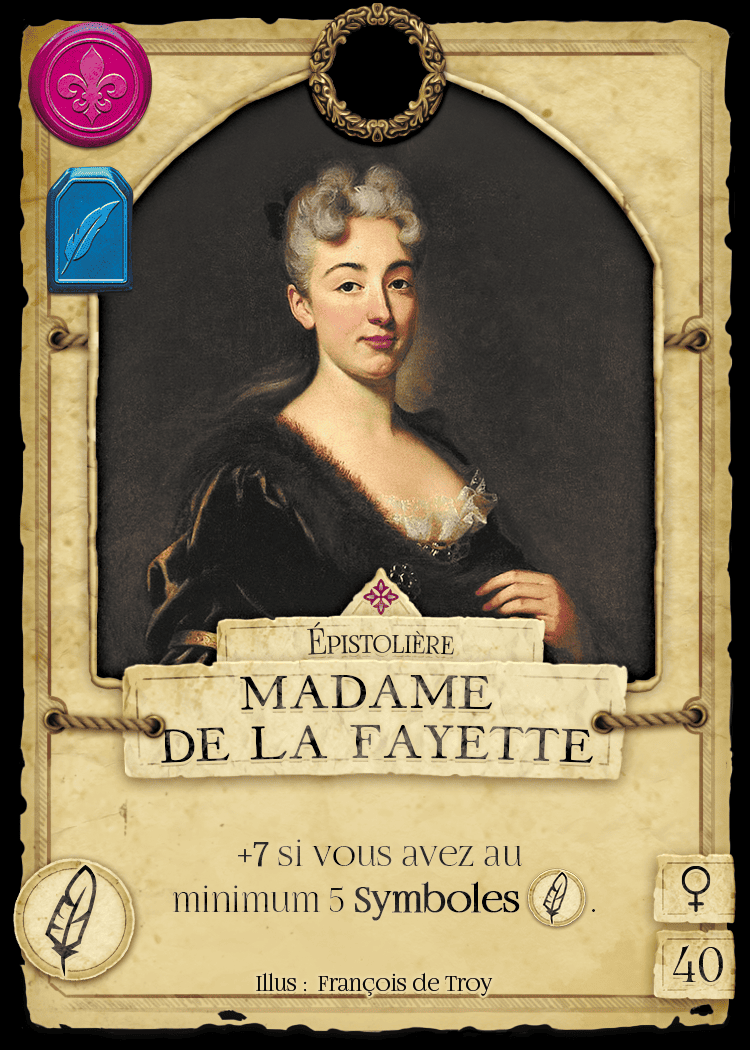 Épistolière
MADAME
DE LA FAYETTE
+7 si vous avez au
minimum 5 Symboles .
♀
40
Illus : François de Troy